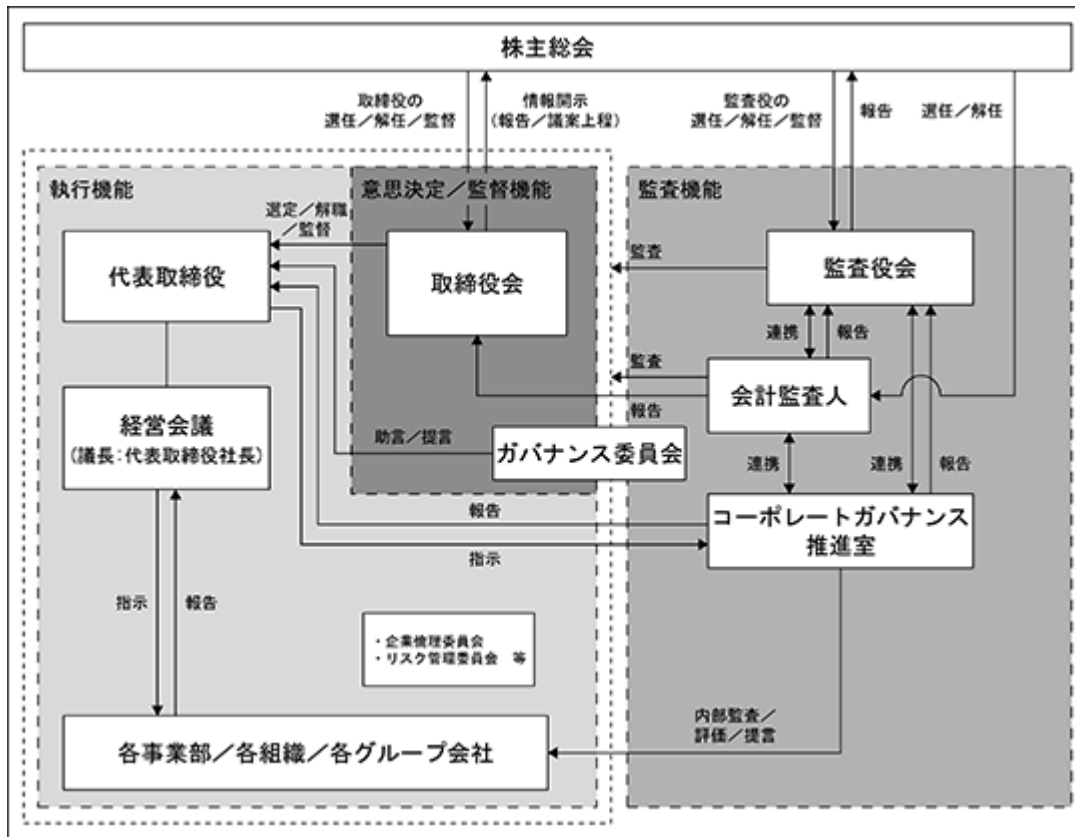 株主総会
取締役の
選任／解任／監督
情報開示
（報告／議案上程）
監査役の
選任／解任／監督
報告
選任／解任
執行機能
意思決定／監督機能
監査機能
選定／解職
／監督
代表取締役
取締役会
監査
監査役会
連携
報告
監査
会計監査人
報告
経営会議
（議長：代表取締役社長）
助言／提言
ガバナンス委員会
連携
連携
報告
報告
コーポレートガバナンス
推進室
指示
指示
報告
・企業倫理委員会
・リスク管理委員会　等
内部監査／
評価／提言
各事業部／各組織／各グループ会社